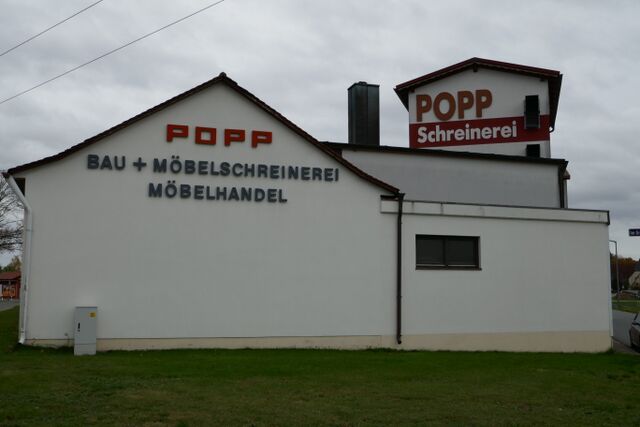 POPP
BAU + MÖBELSCHREINEREI
MÖBELHANDEL
POPP
Schreinerei